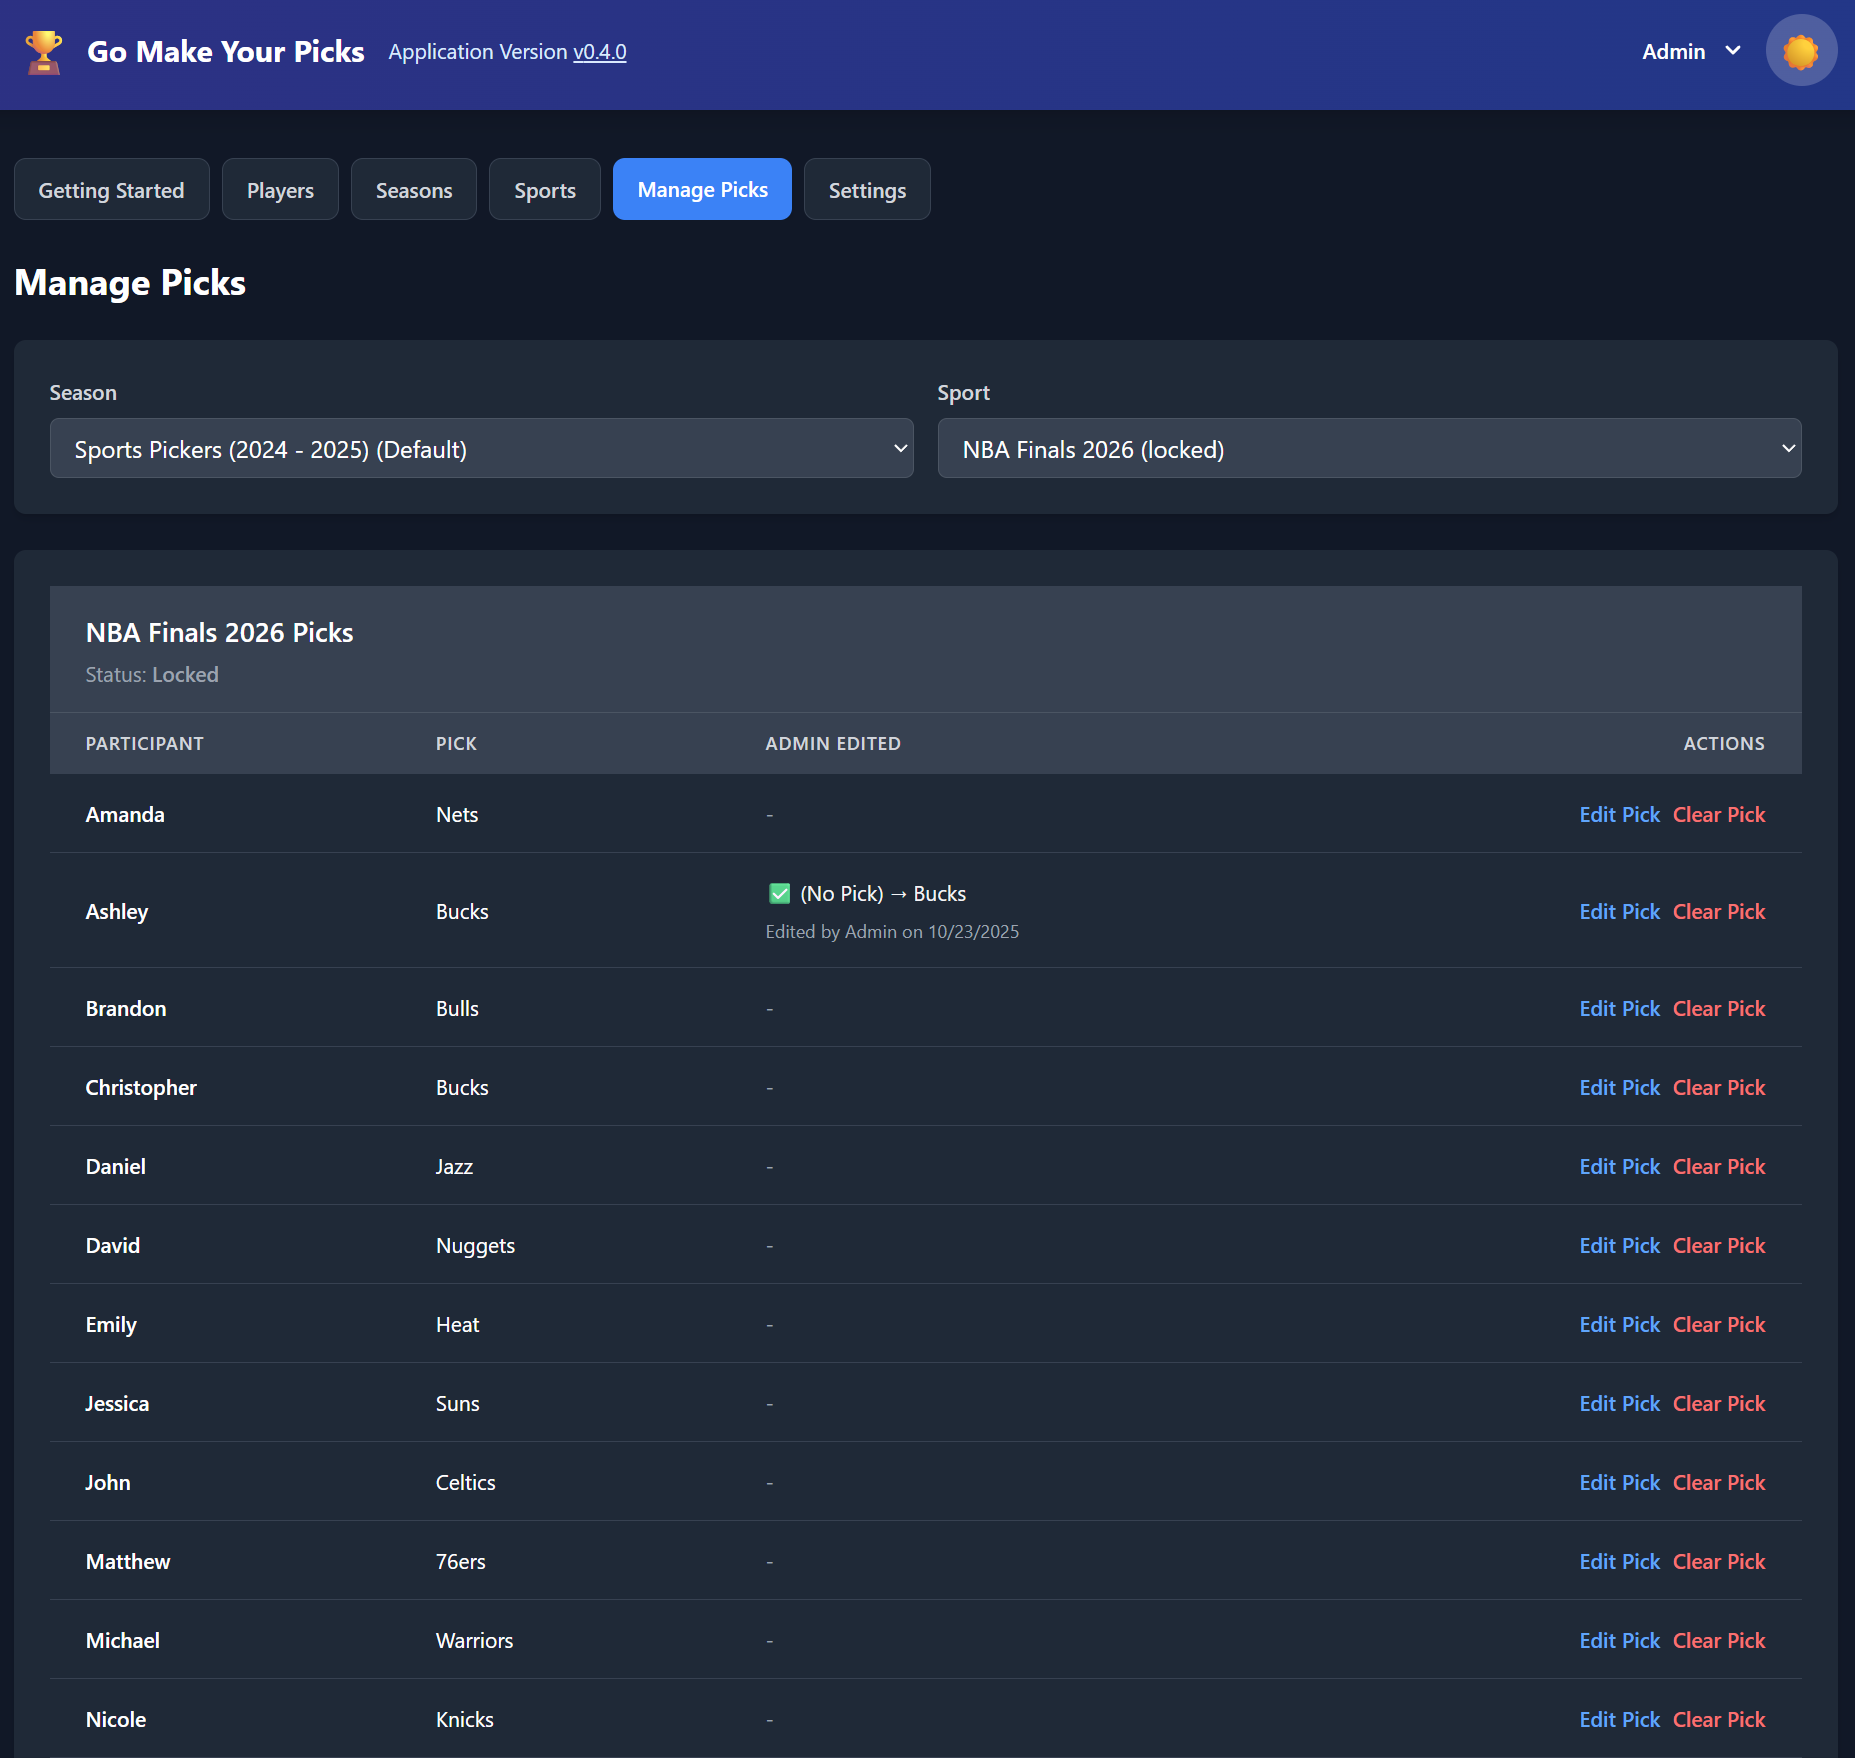 Go Make Your Picks Application Version v0.4.0 Admin
Getting Started Players Seasons Sports Manage Picks Settings
Manage Picks
Season Sport
Sports Pickers (2024 - 2025) (Default) NBA Finals 2026 (locked)
NBA Finals 2026 Picks
Status: Locked
PARTICIPANT PICK ADMIN EDITED ACTIONS
Amanda Nets - Edit Pick Clear Pick
Ashley Bucks ✅ (No Pick) → Bucks Edit Pick Clear Pick
Edited by Admin on 10/23/2025
Brandon Bulls - Edit Pick Clear Pick
Christopher Bucks - Edit Pick Clear Pick
Daniel Jazz - Edit Pick Clear Pick
David Nuggets - Edit Pick Clear Pick
Emily Heat - Edit Pick Clear Pick
Jessica Suns - Edit Pick Clear Pick
John Celtics - Edit Pick Clear Pick
Matthew 76ers - Edit Pick Clear Pick
Michael Warriors - Edit Pick Clear Pick
Nicole Knicks - Edit Pick Clear Pick